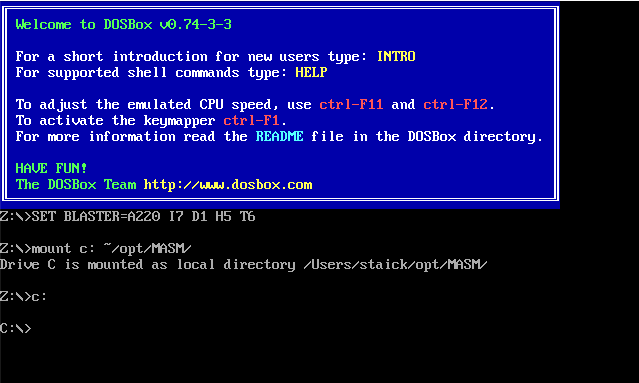 Welcome to DOSBox v0.74-3-3
For a short introduction for new users type: INTRO
For supported shell commands type: HELP
To adjust the emulated CPU speed, use ctrl-F11 and ctrl-F12.
To activate the keymapper ctrl-F1.
For more information read the README file in the DOSBox directory.
HAVE FUN!
The DOSBox Team http://www.dosbox.com
Z:\>SET BLASTER=A220 I7 D1 H5 T6
Z:\>mount c: ~/opt/MASM/
Drive C is mounted as local directory /Users/staick/opt/MASM/
Z:\>c:
C:\>